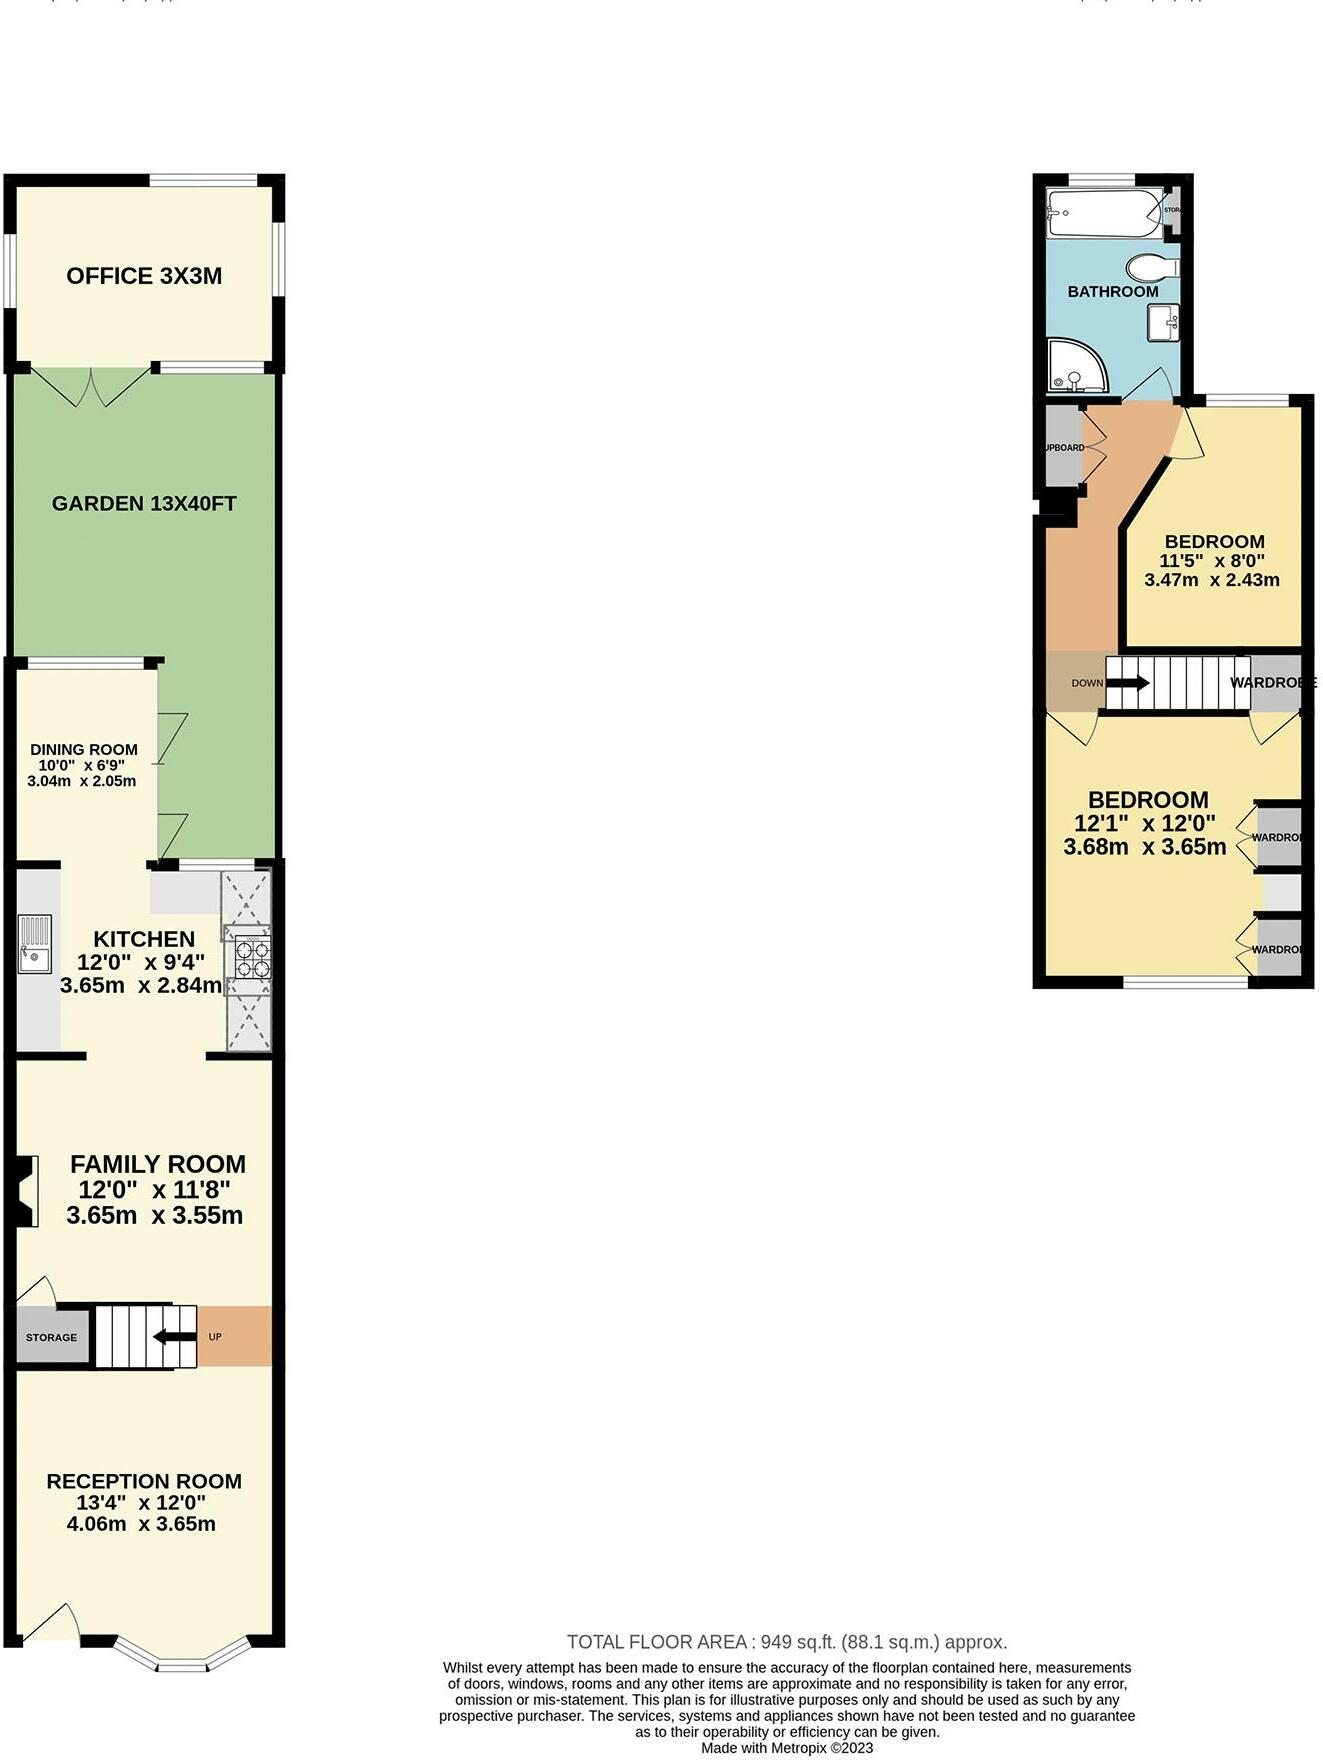 OFFICE 3X3M
GARDEN 13X40FT
DINING ROOM
10'0" x 6'9"
3.04m x 2.05m
KITCHEN
12'0" x 9'4"
3.65m x 2.84m
FAMILY ROOM
12'0" x 11'8"
3.65m x 3.55m
STORAGE
UP
RECEPTION ROOM
13'4" x 12'0"
4.06m x 3.65m
STORA
BATHROOM
UPBOARD
BEDROOM
11'5" x 8'0"
3.47m x 2.43m
DOWN
WARDROBE
BEDROOM
12'1" x 12'0"
3.68m x 3.65m
WARDROB
WARDROB
TOTAL FLOOR AREA : 949 sq.ft. (88.1 sq.m.) approx.
Whilst every attempt has been made to ensure the accuracy of the floorplan contained here, measurements
of doors, windows, rooms and any other items are approximate and no responsibility is taken for any error,
omission or mis-statement. This plan is for illustrative purposes only and should be used as such by any
prospective purchaser. The services, systems and appliances shown have not been tested and no guarantee
as to their operability or efficiency can be given.
Made with Metropix ©2023